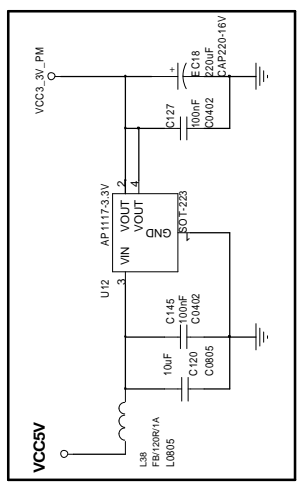 VCC5V
L38
FB/120R/1A
L0805
10uF
C120
C0805
C145
100nF
C0402
U12
3
VIN
GND
VOUT
VOUT
2
4
1
AP1117-3.3V
SOT-223
C127
100nF
C0402
+
EC18
220uF
CAP220-16V
VCC3_3V_PM